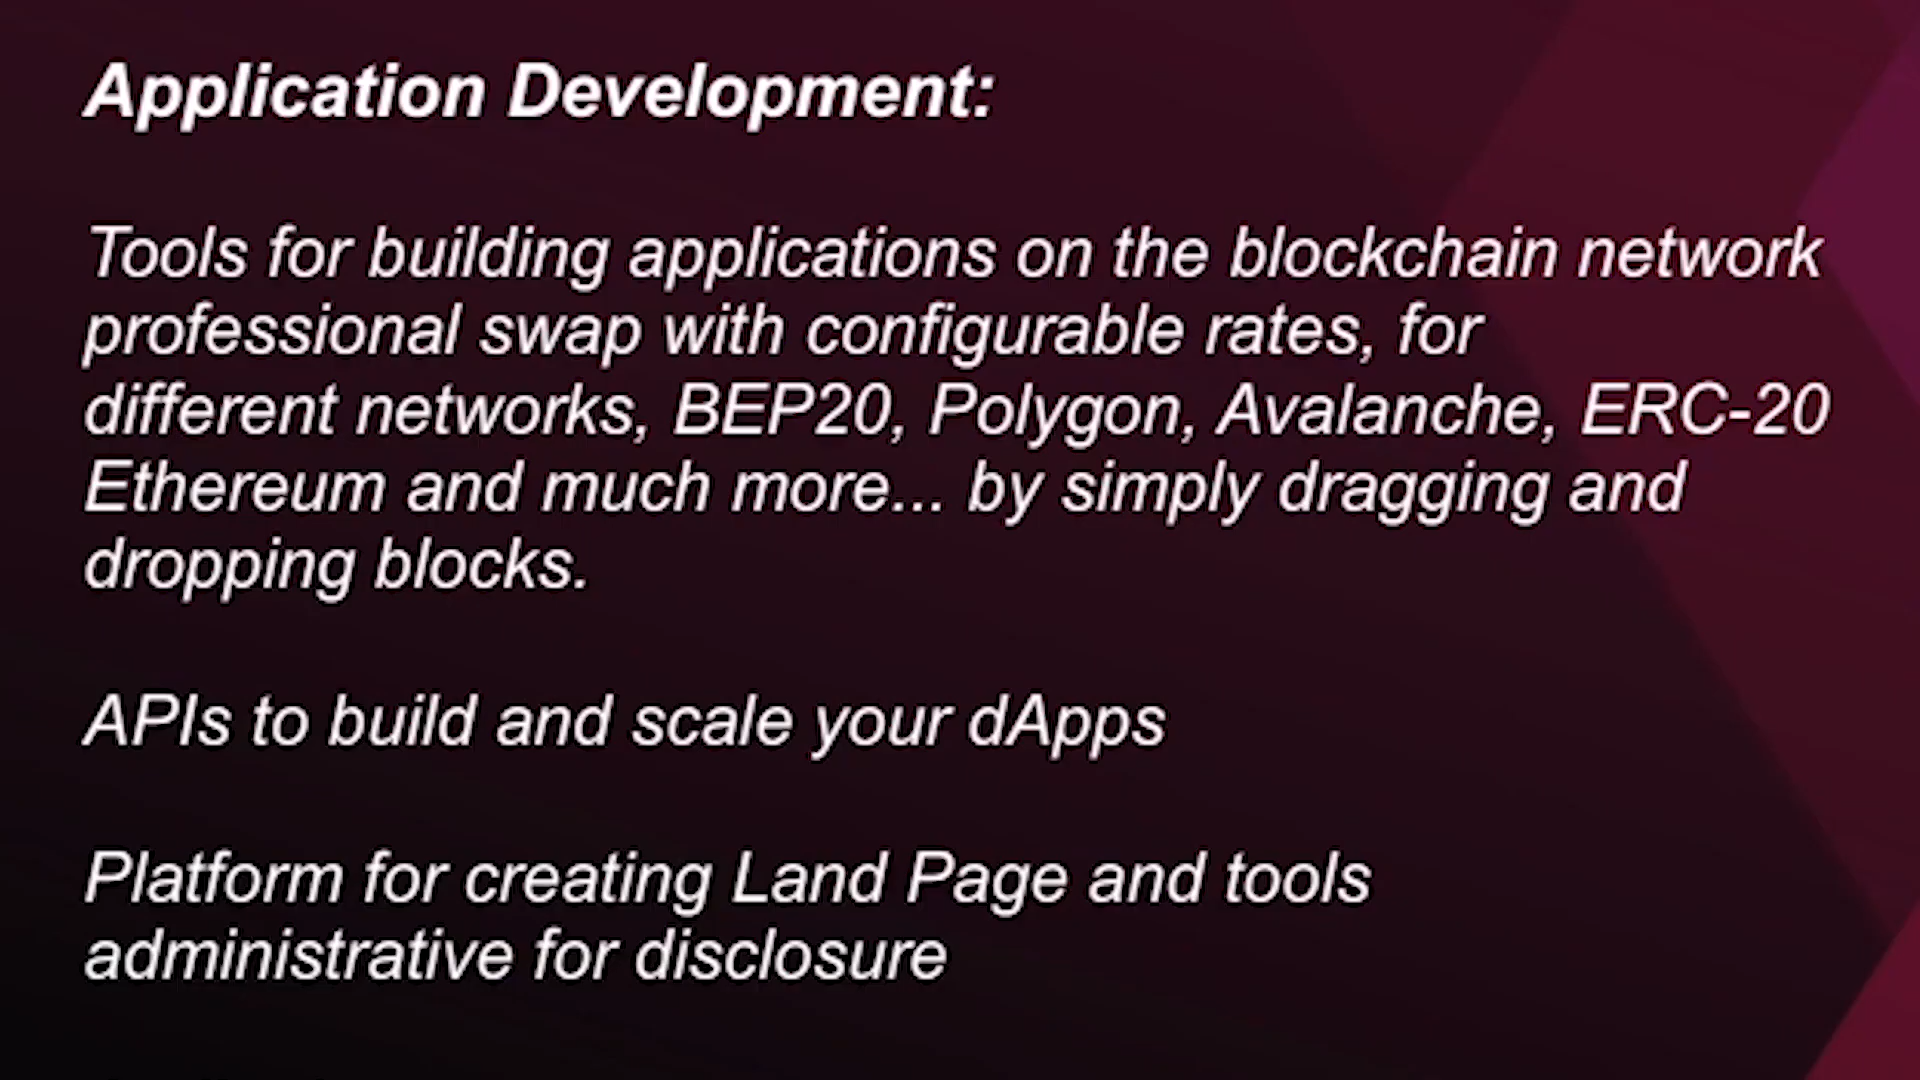 Application Development:
Tools for building applications on the blockchain network
professional swap with configurable rates, for
different networks, BEP20, Polygon, Avalanche, ERC-20
Ethereum and much more... by simply dragging and
dropping blocks.
APIs to build and scale your dApps
Platform for creating Land Page and tools
administrative for disclosure